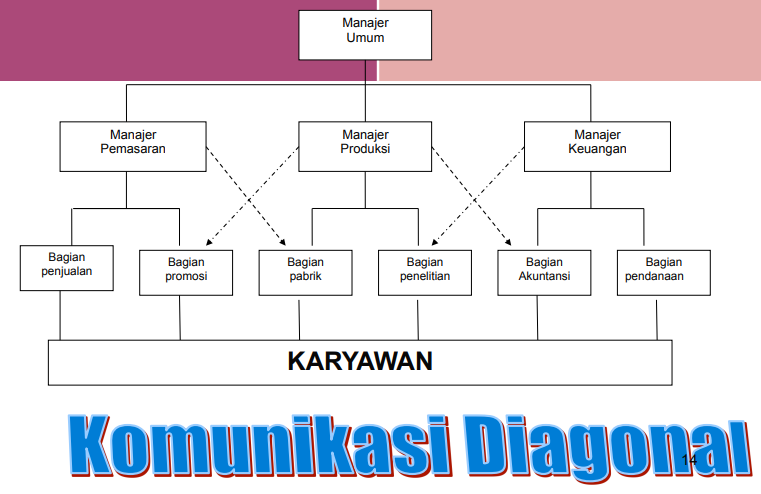 Manajer
Umum
Manajer
Pemasaran
Manajer
Produksi
Manajer
Keuangan
Bagian
penjualan
Bagian
promosi
Bagian
pabrik
Bagian
penelitian
Bagian
Akuntansi
Bagian
pendanaan
KARYAWAN
Komunikasi Diagonal
14